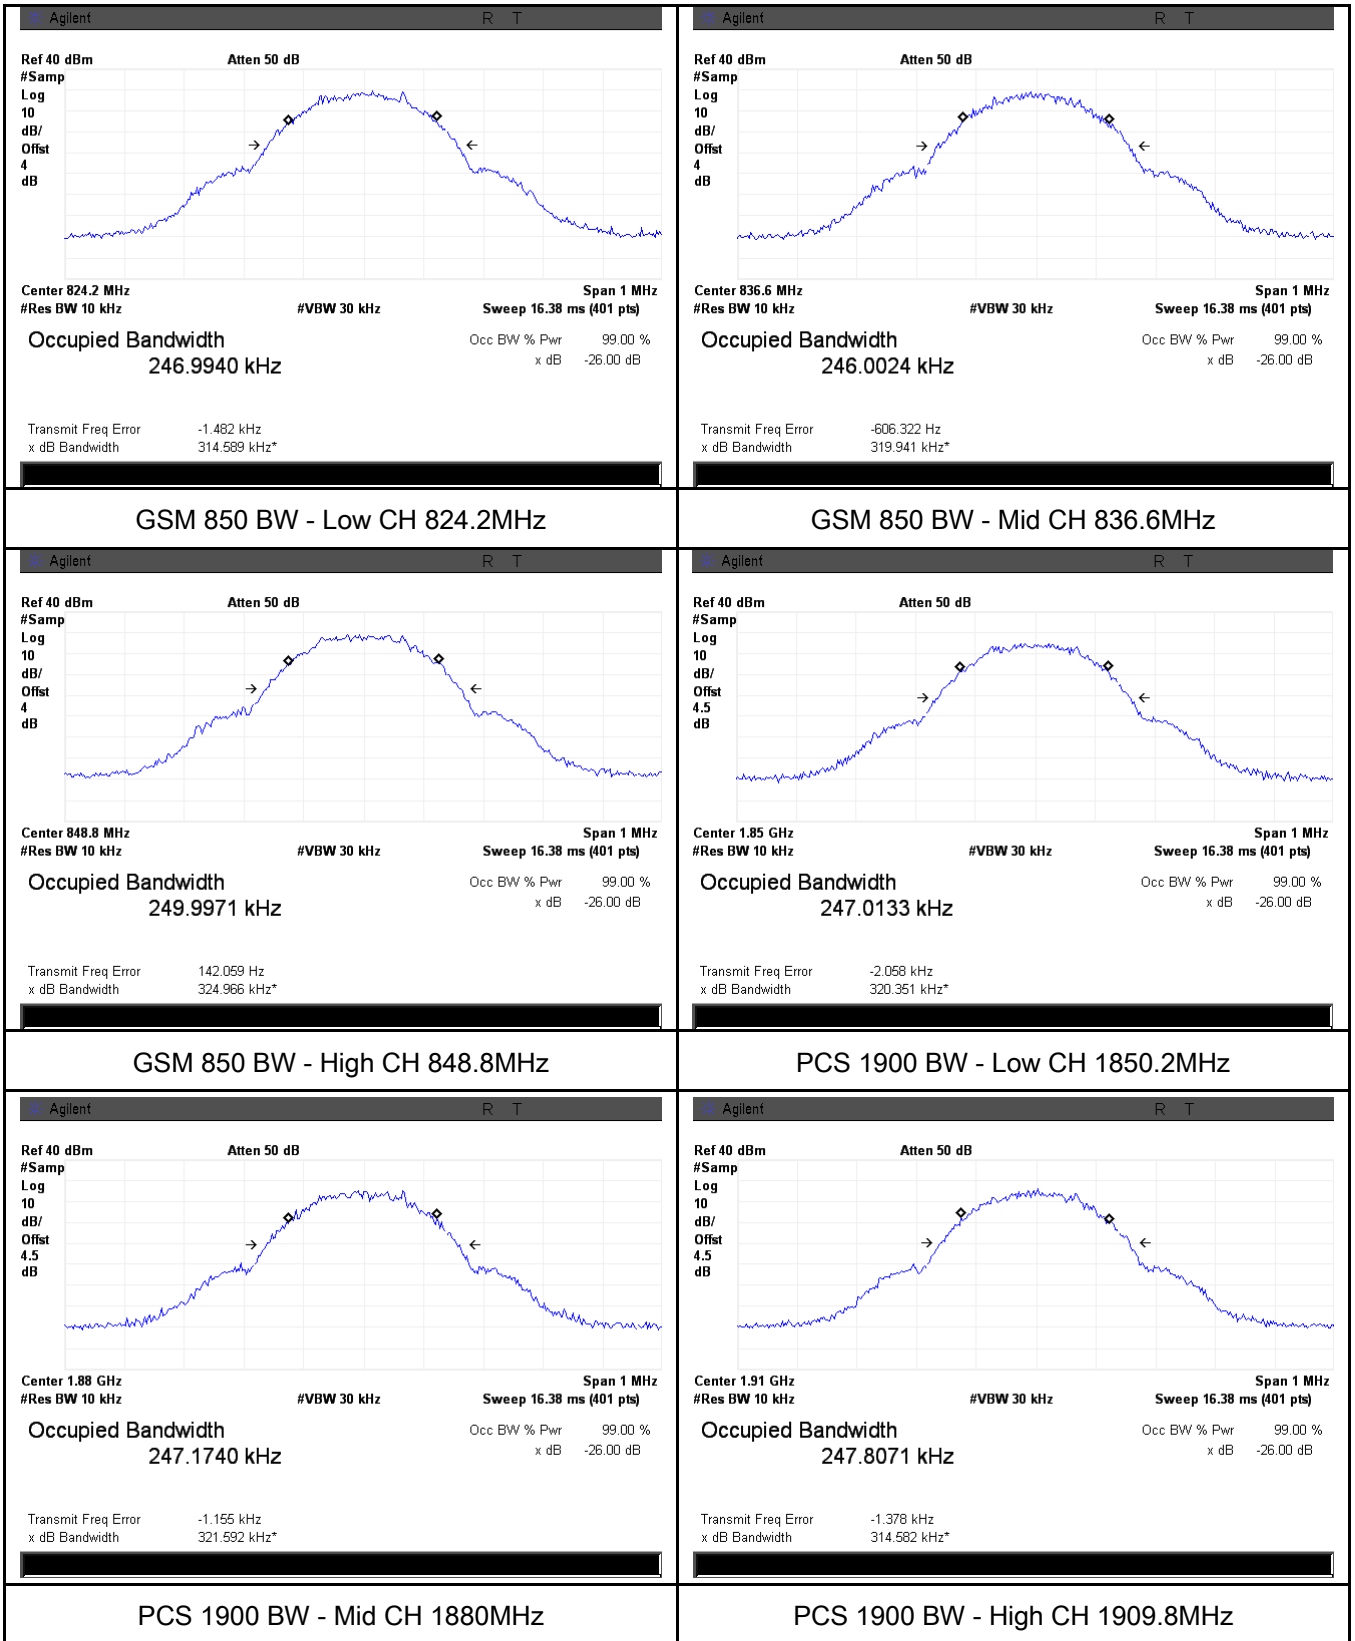 Agilent R T
Ref 40 dBm Atten 50 dB
#Samp
Log
10
dB/
Offst
4
dB
Center 824.2 MHz Span 1 MHz
#Res BW 10 kHz #VBW 30 kHz Sweep 16.38 ms (401 pts)
Occupied Bandwidth Occ BW % Pwr 99.00 %
246.9940 kHz x dB -26.00 dB
Transmit Freq Error -1.482 kHz
x dB Bandwidth 314.589 kHz*
GSM 850 BW - Low CH 824.2MHz
Agilent R T
Ref 40 dBm Atten 50 dB
#Samp
Log
10
dB/
Offst
4
dB
Center 836.6 MHz Span 1 MHz
#Res BW 10 kHz #VBW 30 kHz Sweep 16.38 ms (401 pts)
Occupied Bandwidth Occ BW % Pwr 99.00 %
246.0024 kHz x dB -26.00 dB
Transmit Freq Error -606.322 Hz
x dB Bandwidth 319.941 kHz*
GSM 850 BW - Mid CH 836.6MHz
Agilent R T
Ref 40 dBm Atten 50 dB
#Samp
Log
10
dB/
Offst
4
dB
Center 848.8 MHz Span 1 MHz
#Res BW 10 kHz #VBW 30 kHz Sweep 16.38 ms (401 pts)
Occupied Bandwidth Occ BW % Pwr 99.00 %
249.9971 kHz x dB -26.00 dB
Transmit Freq Error 142.059 Hz
x dB Bandwidth 324.966 kHz*
GSM 850 BW - High CH 848.8MHz
Agilent R T
Ref 40 dBm Atten 50 dB
#Samp
Log
10
dB/
Offst
4.5
dB
Center 1.85 GHz Span 1 MHz
#Res BW 10 kHz #VBW 30 kHz Sweep 16.38 ms (401 pts)
Occupied Bandwidth Occ BW % Pwr 99.00 %
247.0133 kHz x dB -26.00 dB
Transmit Freq Error -2.058 kHz
x dB Bandwidth 320.351 kHz*
PCS 1900 BW - Low CH 1850.2MHz
Agilent R T
Ref 40 dBm Atten 50 dB
#Samp
Log
10
dB/
Offst
4.5
dB
Center 1.88 GHz Span 1 MHz
#Res BW 10 kHz #VBW 30 kHz Sweep 16.38 ms (401 pts)
Occupied Bandwidth Occ BW % Pwr 99.00 %
247.1740 kHz x dB -26.00 dB
Transmit Freq Error -1.155 kHz
x dB Bandwidth 321.592 kHz*
PCS 1900 BW - Mid CH 1880MHz
Agilent R T
Ref 40 dBm Atten 50 dB
#Samp
Log
10
dB/
Offst
4.5
dB
Center 1.91 GHz Span 1 MHz
#Res BW 10 kHz #VBW 30 kHz Sweep 16.38 ms (401 pts)
Occupied Bandwidth Occ BW % Pwr 99.00 %
247.8071 kHz x dB -26.00 dB
Transmit Freq Error -1.378 kHz
x dB Bandwidth 314.582 kHz*
PCS 1900 BW - High CH 1909.8MHz